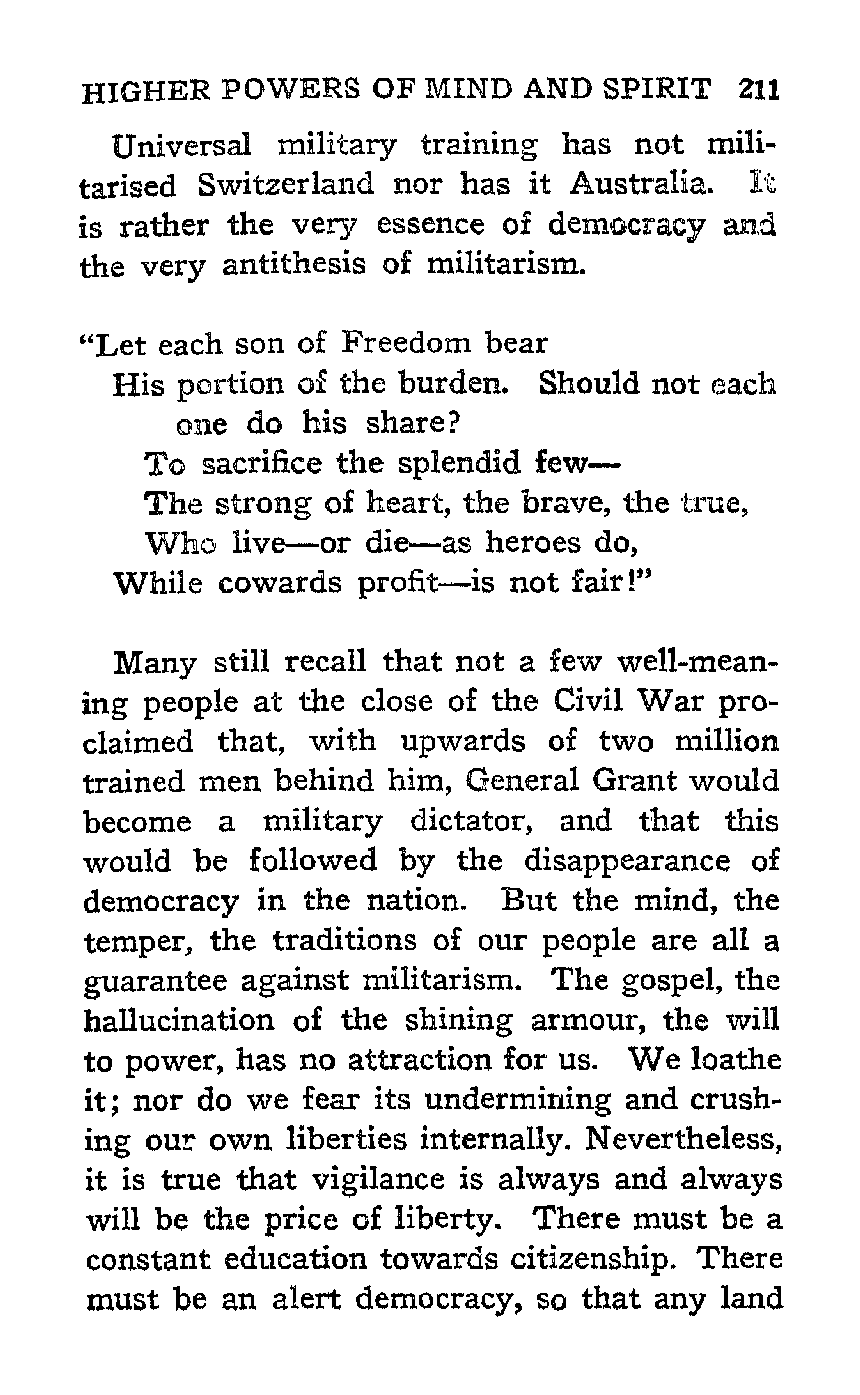 HIGHER POWERS OF MIND AND SPIRIT 211
Universal military training has not mili-
tarised Switzerland nor has it Australia. It
is rather the very essence of democracy and
the very antithesis of militarism.
“Let each son of Freedom bear
His portion of the burden. Should not each
one do his share?
To sacrifice the splendid few—
The strong of heart, the brave, the true,
Who live—or die—as heroes do,
While cowards profit—is not fair!”
Many still recall that not a few well-mean-
ing people at the close of the Civil War pro-
claimed that, with upwards of two million
trained men behind him, General Grant would
become a military dictator, and that this
would be followed by the disappearance of
democracy in the nation. But the mind, the
temper, the traditions of our people are all a
guarantee against militarism. The gospel, the
hallucination of the shining armour, the will
to power, has no attraction for us. We loathe
it; nor do we fear its undermining and crush-
ing our own liberties internally. Nevertheless,
it is true that vigilance is always and always
will be the price of liberty. There must be a
constant education towards citizenship. There
must be an alert democracy, so that any land